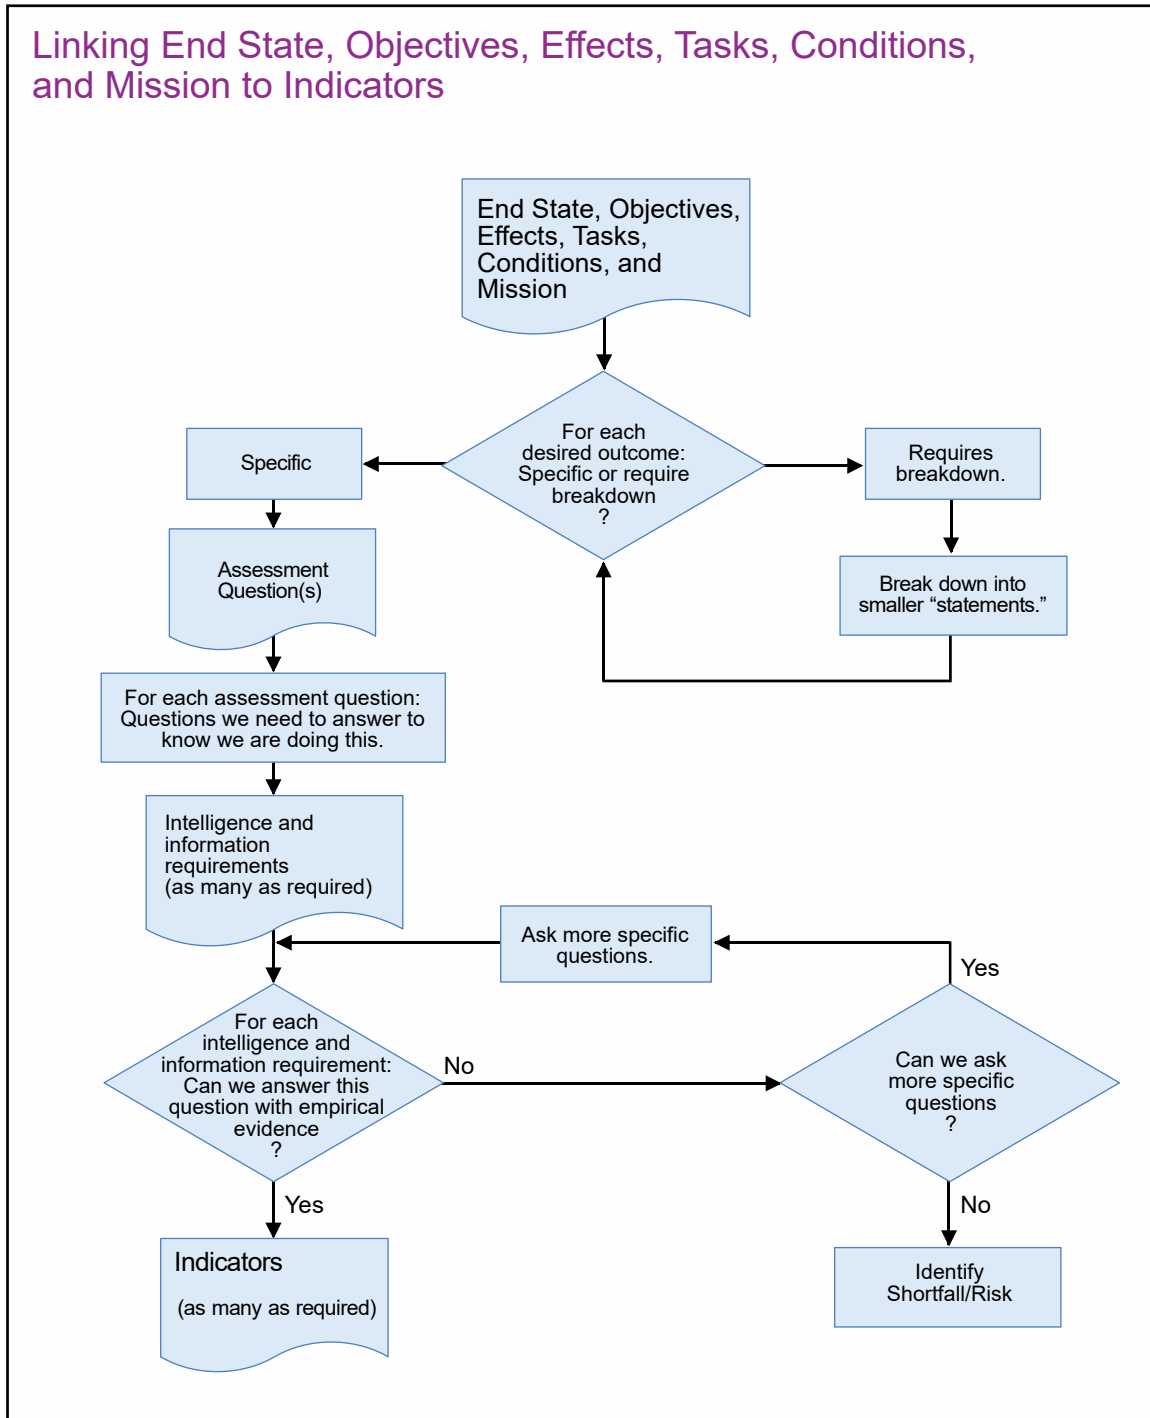 Linking End State, Objectives, Effects, Tasks, Conditions,
and Mission to Indicators
End State, Objectives,
Effects, Tasks,
Conditions, and
Mission
For each
desired outcome:
Specific or require
breakdown
?
Specific
Requires
breakdown.
Assessment
Question(s)
Break down into
smaller “statements.”
For each assessment question:
Questions we need to answer to
know we are doing this.
Intelligence and
information
requirements
(as many as required)
Ask more specific
questions.
Yes
For each
intelligence and
information requirement:
Can we answer this
question with empirical
evidence
?
No
Can we ask
more specific
questions
?
Yes
No
Indicators
(as many as required)
Identify
Shortfall/Risk